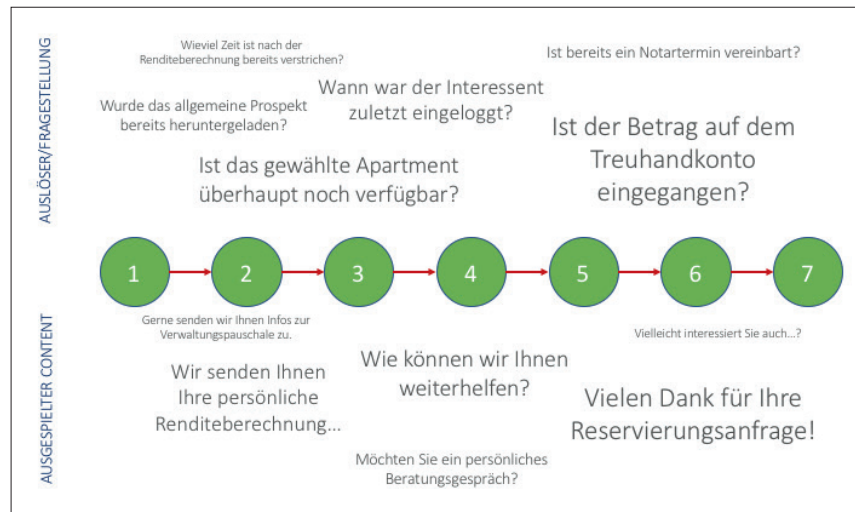 AUSLÖSER/FRAGESTELLUNG
Wieviel Zeit ist nach der
Renditeberechnung bereits verstrichen?
Ist bereits ein Notartermin vereinbart?
Wurde das allgemeine Prospekt
bereits heruntergeladen?
Wann war der Interessent
zuletzt eingeloggt?
Ist der Betrag auf dem
Treuhandkonto
eingegangen?
Ist das gewählte Apartment
überhaupt noch verfügbar?
1
2
3
4
5
6
7
AUSGESPIELTER CONTENT
Gerne senden wir Ihnen Infos zur
Verwaltungspauschale zu.
Wir senden Ihnen
Ihre persönliche
Renditeberechnung...
Wie können wir Ihnen
weiterhelfen?
Möchten Sie ein persönliches
Beratungsgespräch?
Vielleicht interessiert Sie auch...?
Vielen Dank für Ihre
Reservierungsanfrage!